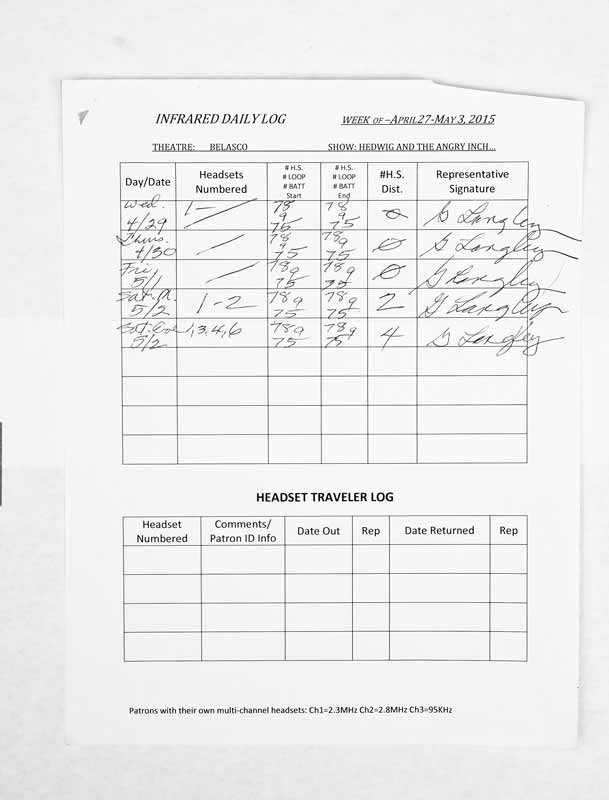 INFRARED DAILY LOG WEEK OF –APRIL27-MAY 3, 2015
THEATRE: BELASCO SHOW: HEDWIG AND THE ANGRY INCH...
Day/Date Headsets Numbered # H.S. # LOOP # BATT Start # H.S. # LOOP # BATT End #H.S. Dist. Representative Signature
Wed. 4/29 1- 78 9 75 78 9 75 0 G Langley
Thurs. 4/30 78 9 75 78 9 75 0 G Langley
Fri 5/1 78 9 75 78 9 75 0 G Langley
Sat. 5/2 1-2 78 9 75 78 9 75 2 G Langley
Sat. Eve 5/2 1,3,4,6 78 9 75 78 9 75 4 G Langley
HEADSET TRAVELER LOG
Headset Numbered Comments/ Patron ID Info Date Out Rep Date Returned Rep
Patrons with their own multi-channel headsets: Ch1=2.3MHz Ch2=2.8MHz Ch3=95KHz